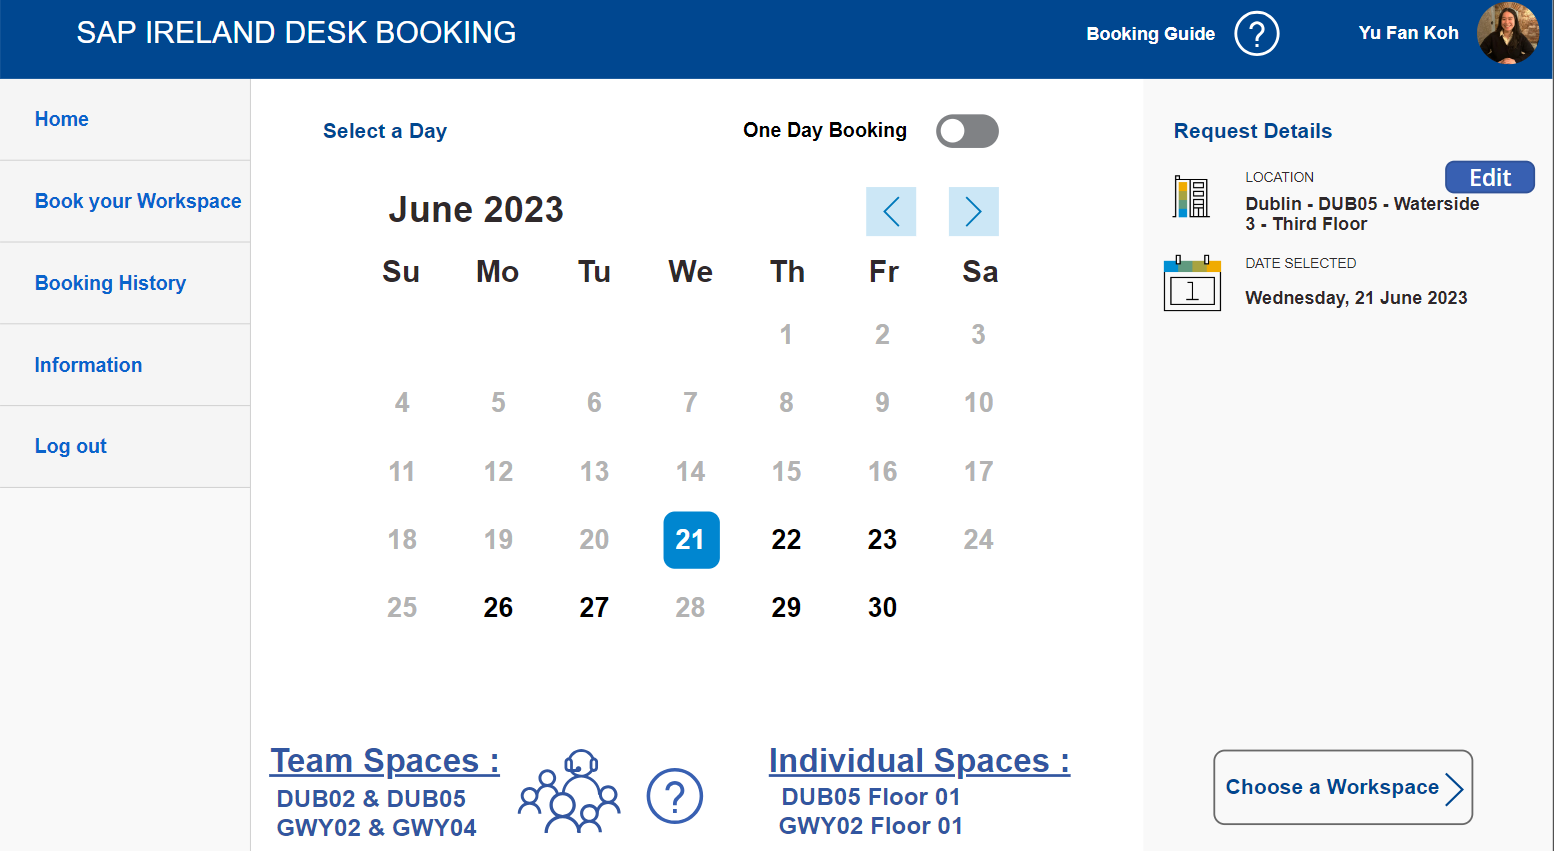 SAP IRELAND DESK BOOKING
Booking Guide
?
Yu Fan Koh
Home
Book your Workspace
Booking History
Information
Log out
Select a Day
One Day Booking
June 2023
Su Mo Tu We Th Fr Sa
1 2 3
4 5 6 7 8 9 10
11 12 13 14 15 16 17
18 19 20 21 22 23 24
25 26 27 28 29 30
Team Spaces :
DUB02 & DUB05
GWY02 & GWY04
?
Individual Spaces :
DUB05 Floor 01
GWY02 Floor 01
Request Details
LOCATION
Edit
Dublin - DUB05 - Waterside
3 - Third Floor
DATE SELECTED
1
Wednesday, 21 June 2023
Choose a Workspace